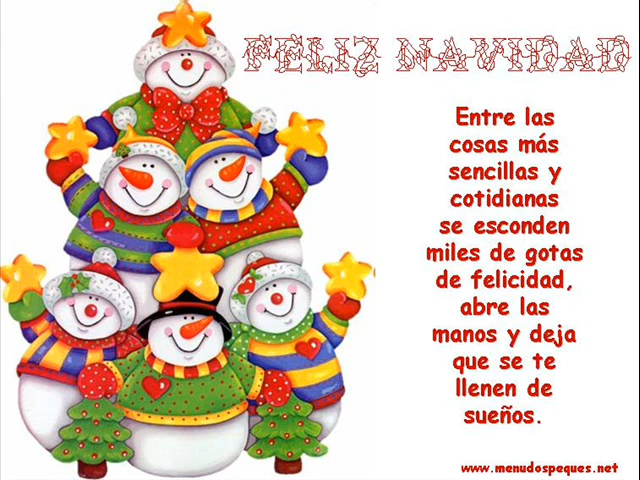 FELIZ NAVIDAD
Entre las
cosas más
sencillas y
cotidianas
se esconden
miles de gotas
de felicidad,
abre las
manos y deja
que se te
llenen de
sueños.
www.menudospeques.net